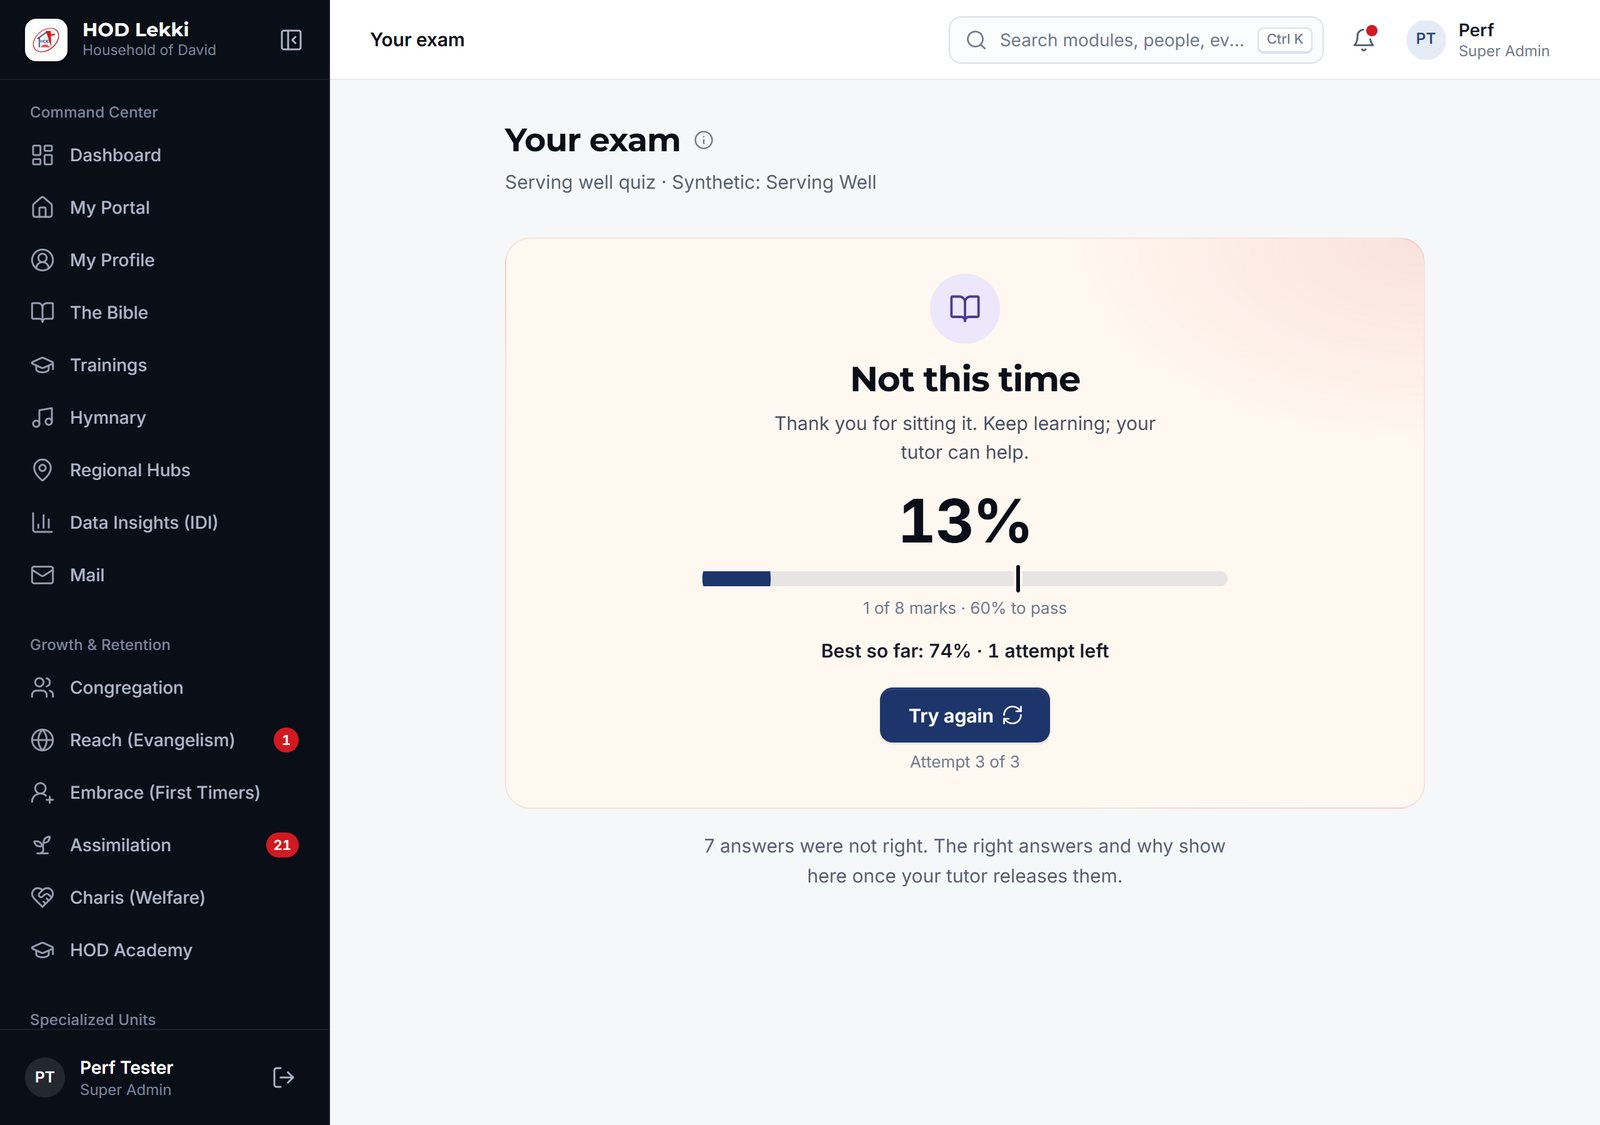 HOD Lekki
Household of David
Command Center
Dashboard
My Portal
My Profile
The Bible
Trainings
Hymnary
Regional Hubs
Data Insights (IDI)
Mail
Growth & Retention
Congregation
Reach (Evangelism) 1
Embrace (First Timers)
Assimilation 21
Charis (Welfare)
HOD Academy
Specialized Units
PT
Perf Tester
Super Admin
Your exam
Search modules, people, ev... Ctrl K
PT
Perf
Super Admin
Your exam
Serving well quiz · Synthetic: Serving Well
Not this time
Thank you for sitting it. Keep learning; your
tutor can help.
13%
1 of 8 marks · 60% to pass
Best so far: 74% · 1 attempt left
Try again
Attempt 3 of 3
7 answers were not right. The right answers and why show
here once your tutor releases them.